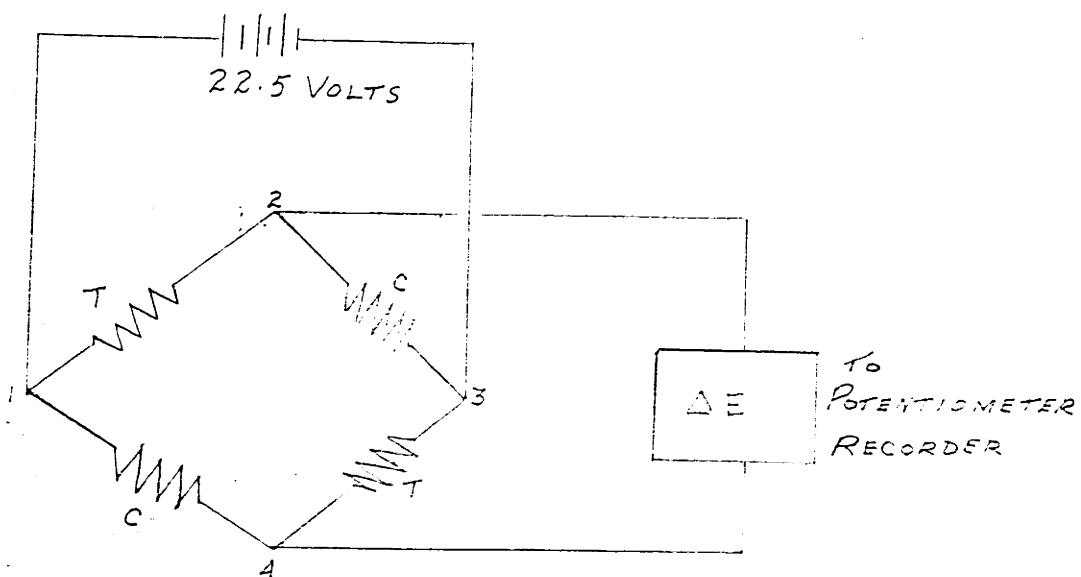 22.5 VOLTS
2
T
C
1
3
ΔE
TO
POTENTIOMETER
RECORDER
C
T
4